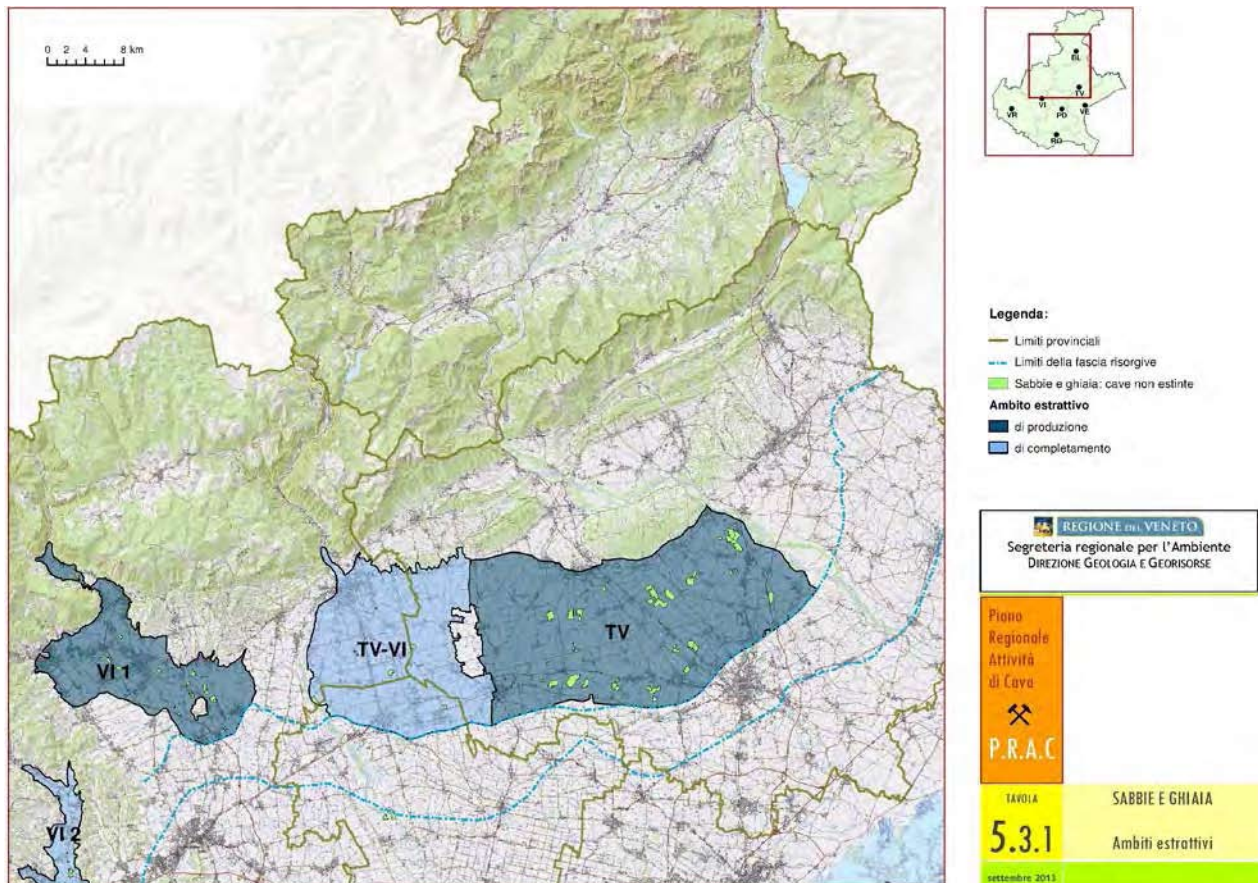 0 2 4 8 km
BL
TV
VI
VR
PD
VE
RO
Legenda:
Limiti provinciali
Limiti della fascia risorgive
Sabbie e ghiaia: cave non estinte
Ambito estrattivo
di produzione
di completamento
VI 1
TV-VI
TV
VI 2
REGIONE DEL VENETO
Segreteria regionale per l'Ambiente
DIREZIONE GEOLOGIA E GEORISORSE
Piano
Regionale
Attività
di Cava
P.R.A.C
TAVOLA
5.3.1
SABBIE E GHIAIA
Ambiti estrattivi
settembre 2013